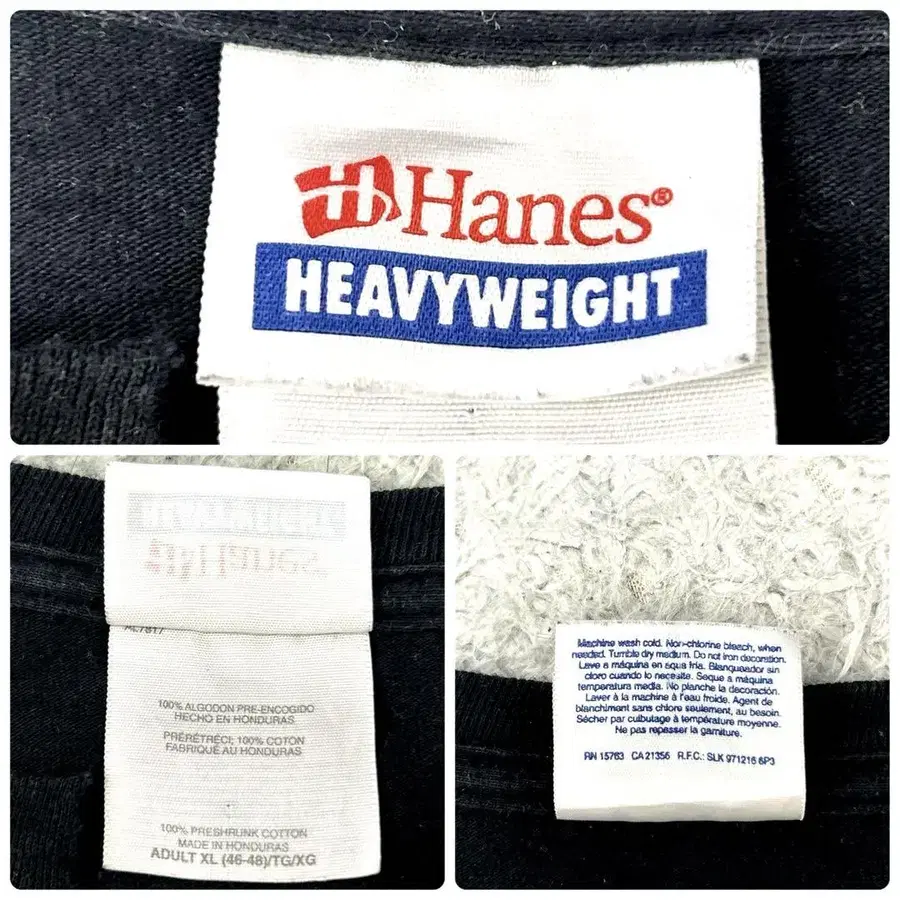 Hanes®
HEAVYWEIGHT
100% ALGODON PRE-ENCOGIDO
HECHO EN HONDURAS
PRÉRÉTRÉCI, 100% COTON
FABRIQUÉ AU HONDURAS
100% PRESHRUNK COTTON
MADE IN HONDURAS
ADULT XL (46-48)/TG/XG
Machine wash cold. Non-chlorine bleach, when
needed. Tumble dry medium. Do not iron decoration.
Lave a máquina en agua fria. Blanqueador sin
cloro cuando lo necesite. Seque a máquina
temperatura media. No planche la decoración.
Laver à la machine à l'eau froide. Agent de
blanchiment sans chlore seulement, au besoin.
Sécher par culbutage à température moyenne.
Ne pas repasser la garniture.
RN 15763 CA 21356 R.F.C.: SLK 971216 6P3